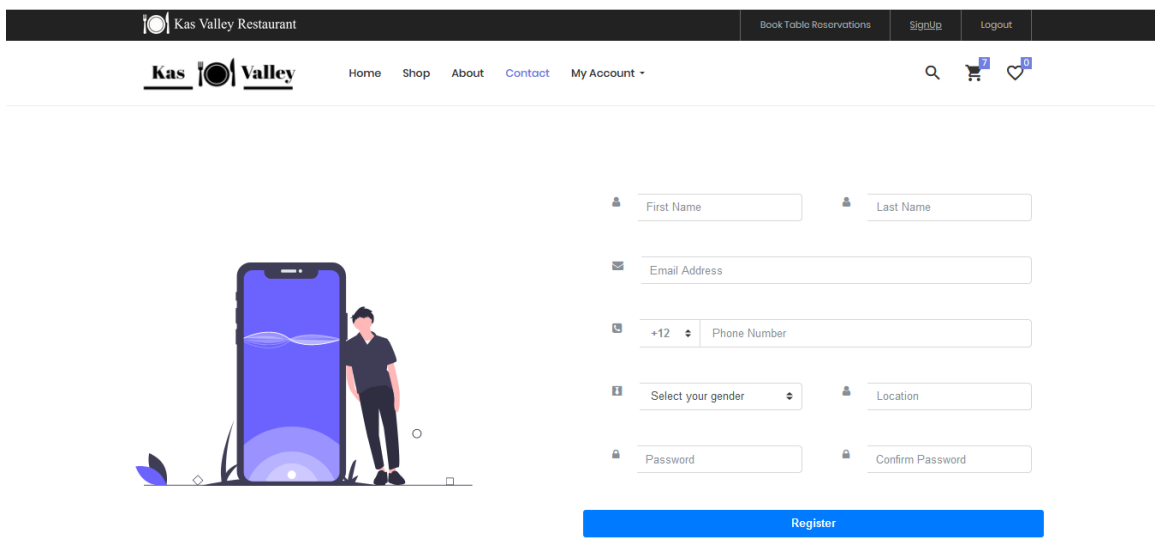 Kas Valley Restaurant
Book Table Reservations SignUp Logout
Kas Valley
Home Shop About Contact My Account
7 0
First Name Last Name
Email Address
+12 Phone Number
Select your gender Location
Password Confirm Password
Register